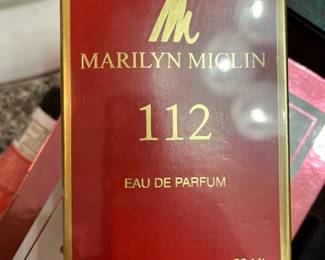 M
MARILYN MIGLIN
112
EAU DE PARFUM